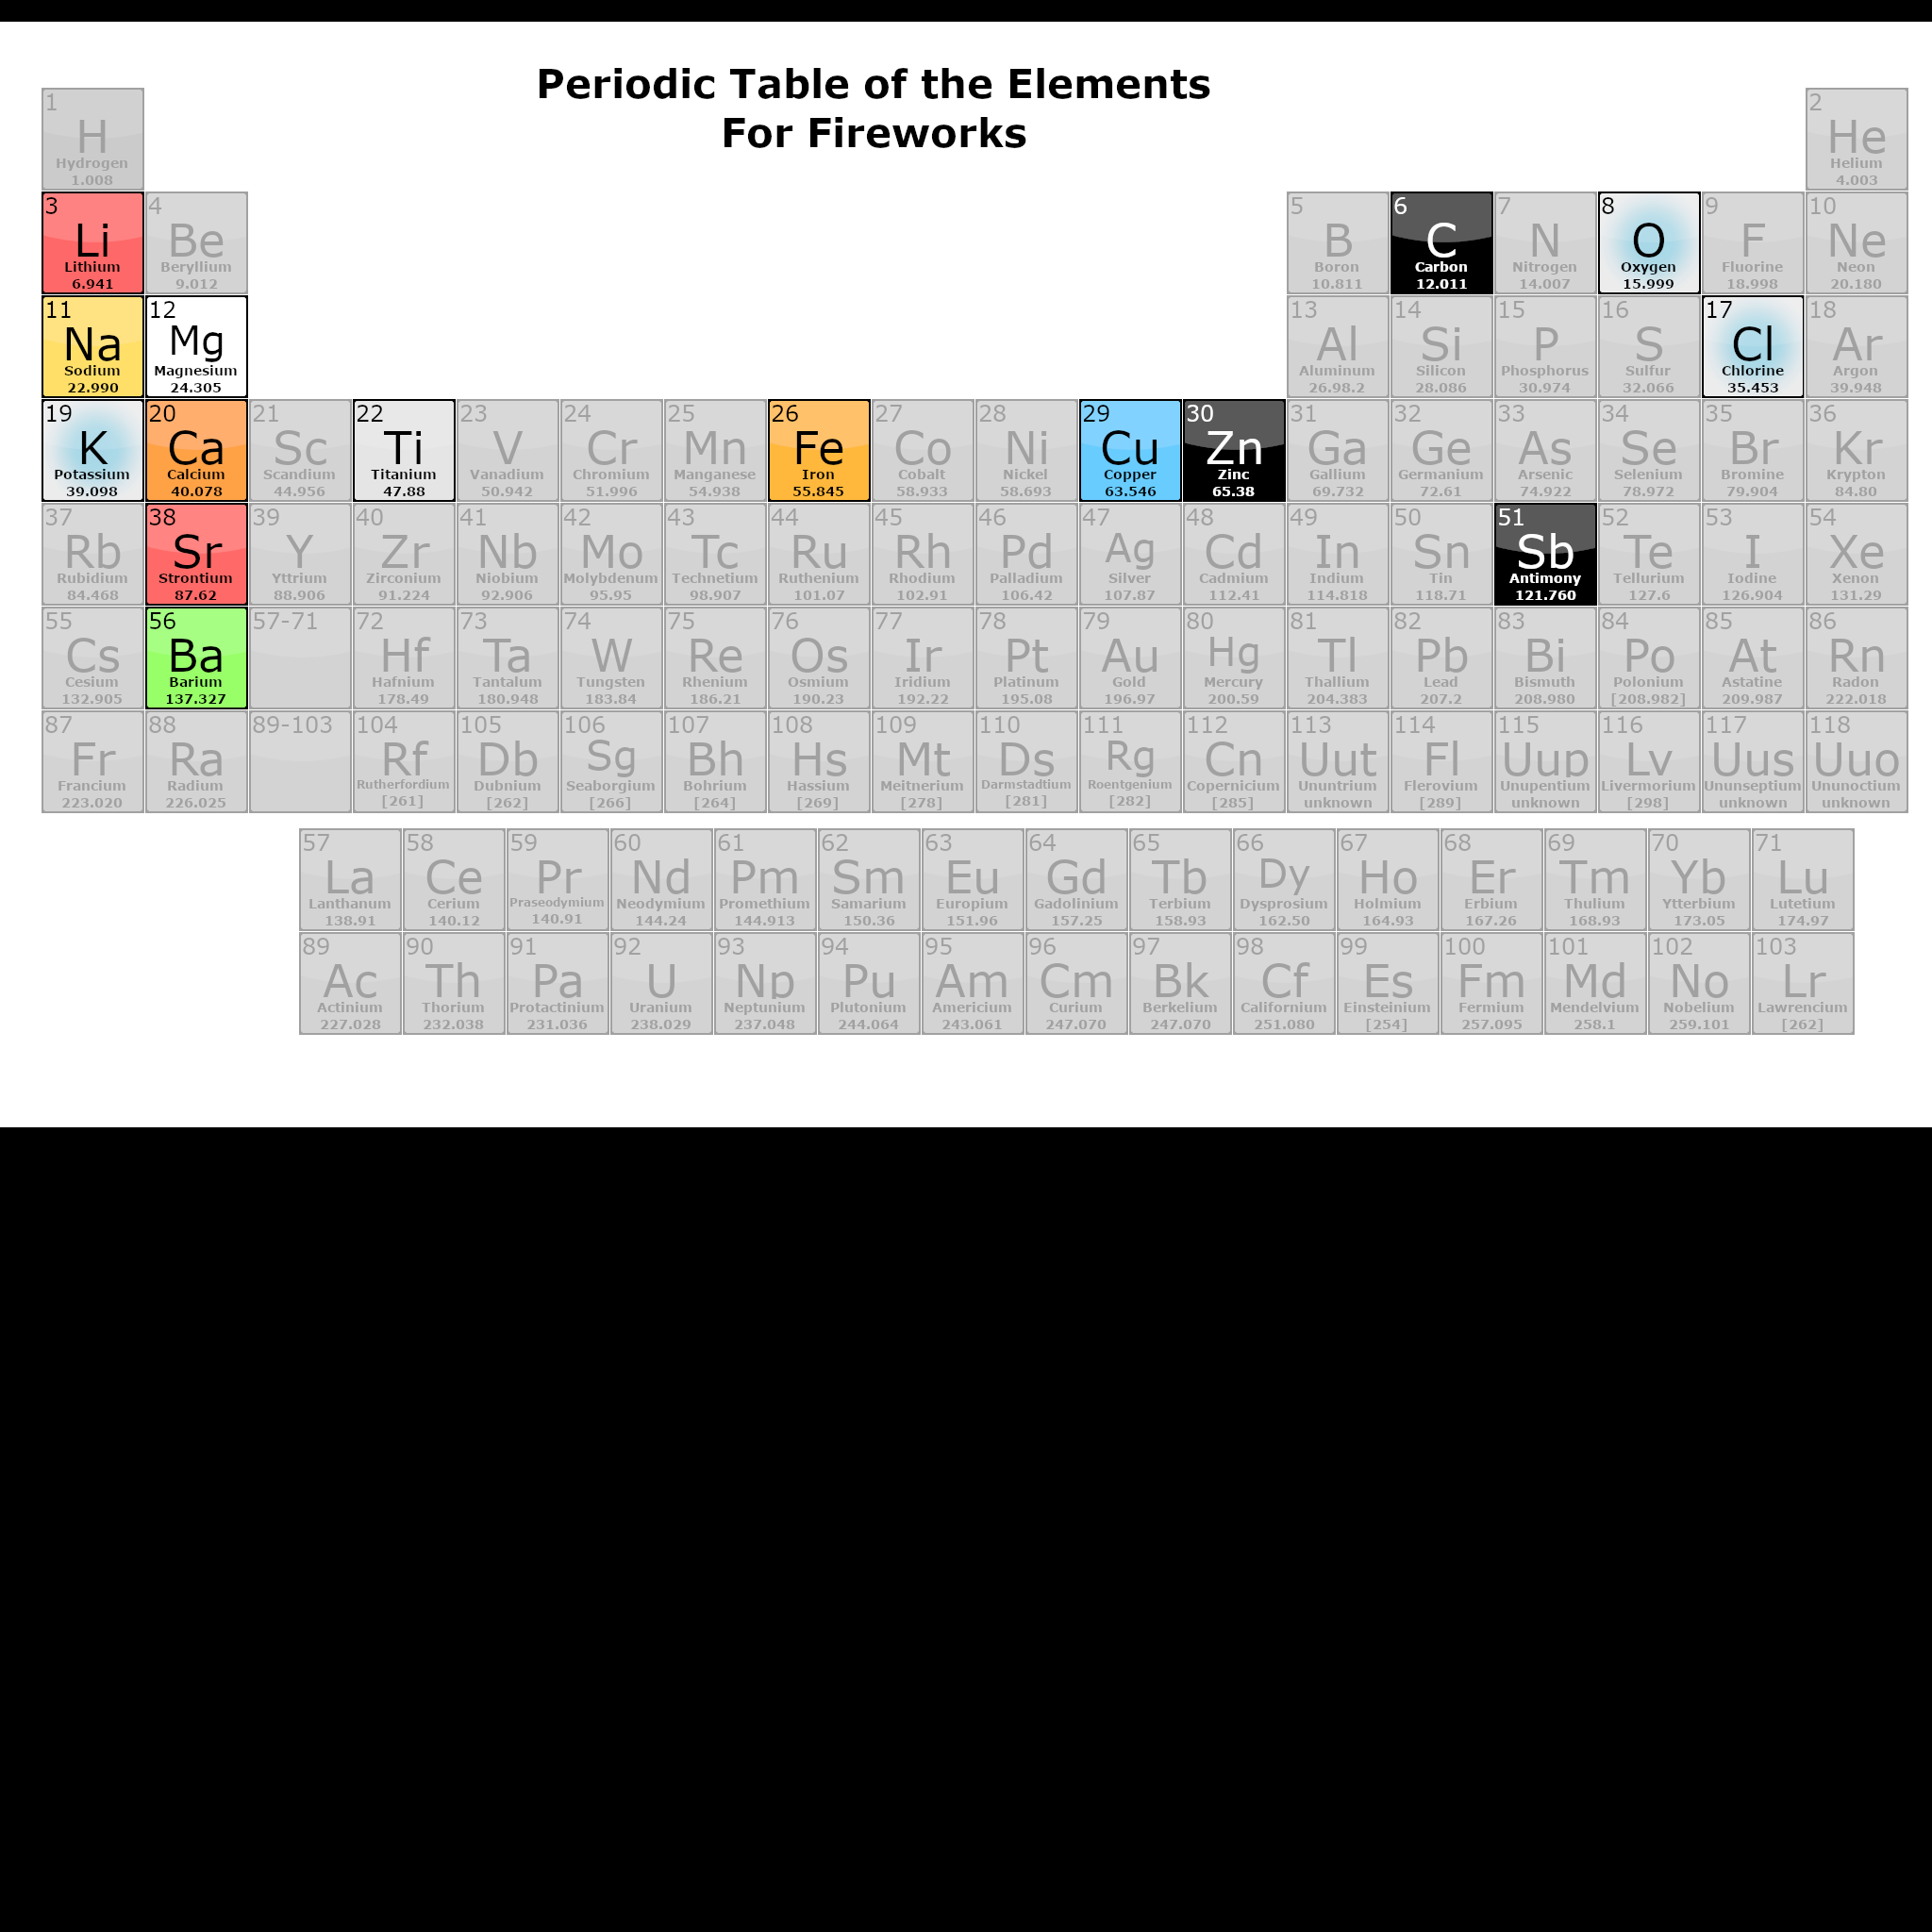 Periodic Table of the Elements
For Fireworks
1
H
Hydrogen
1.008
2
He
Helium
4.003
3
Li
Lithium
6.941
4
Be
Beryllium
9.012
5
B
Boron
10.811
6
C
Carbon
12.011
7
N
Nitrogen
14.007
8
O
Oxygen
15.999
9
F
Fluorine
18.998
10
Ne
Neon
20.180
11
Na
Sodium
22.990
12
Mg
Magnesium
24.305
13
Al
Aluminum
26.98.2
14
Si
Silicon
28.086
15
P
Phosphorus
30.974
16
S
Sulfur
32.066
17
Cl
Chlorine
35.453
18
Ar
Argon
39.948
19
K
Potassium
39.098
20
Ca
Calcium
40.078
21
Sc
Scandium
44.956
22
Ti
Titanium
47.88
23
V
Vanadium
50.942
24
Cr
Chromium
51.996
25
Mn
Manganese
54.938
26
Fe
Iron
55.845
27
Co
Cobalt
58.933
28
Ni
Nickel
58.693
29
Cu
Copper
63.546
30
Zn
Zinc
65.38
31
Ga
Gallium
69.732
32
Ge
Germanium
72.61
33
As
Arsenic
74.922
34
Se
Selenium
78.972
35
Br
Bromine
79.904
36
Kr
Krypton
84.80
37
Rb
Rubidium
84.468
38
Sr
Strontium
87.62
39
Y
Yttrium
88.906
40
Zr
Zirconium
91.224
41
Nb
Niobium
92.906
42
Mo
Molybdenum
95.95
43
Tc
Technetium
98.907
44
Ru
Ruthenium
101.07
45
Rh
Rhodium
102.91
46
Pd
Palladium
106.42
47
Ag
Silver
107.87
48
Cd
Cadmium
112.41
49
In
Indium
114.818
50
Sn
Tin
118.71
51
Sb
Antimony
121.760
52
Te
Tellurium
127.6
53
I
Iodine
126.904
54
Xe
Xenon
131.29
55
Cs
Cesium
132.905
56
Ba
Barium
137.327
57-71
72
Hf
Hafnium
178.49
73
Ta
Tantalum
180.948
74
W
Tungsten
183.84
75
Re
Rhenium
186.21
76
Os
Osmium
190.23
77
Ir
Iridium
192.22
78
Pt
Platinum
195.08
79
Au
Gold
196.97
80
Hg
Mercury
200.59
81
Tl
Thallium
204.383
82
Pb
Lead
207.2
83
Bi
Bismuth
208.980
84
Po
Polonium
[208.982]
85
At
Astatine
209.987
86
Rn
Radon
222.018
87
Fr
Francium
223.020
88
Ra
Radium
226.025
89-103
104
Rf
Rutherfordium
[261]
105
Db
Dubnium
[262]
106
Sg
Seaborgium
[266]
107
Bh
Bohrium
[264]
108
Hs
Hassium
[269]
109
Mt
Meitnerium
[278]
110
Ds
Darmstadtium
[281]
111
Rg
Roentgenium
[282]
112
Cn
Copernicium
[285]
113
Uut
Ununtrium
unknown
114
Fl
Flerovium
[289]
115
Uup
Unupentium
unknown
116
Lv
Livermorium
[298]
117
Uus
Ununseptium
unknown
118
Uuo
Ununoctium
unknown
57
La
Lanthanum
138.91
58
Ce
Cerium
140.12
59
Pr
Praseodymium
140.91
60
Nd
Neodymium
144.24
61
Pm
Promethium
144.913
62
Sm
Samarium
150.36
63
Eu
Europium
151.96
64
Gd
Gadolinium
157.25
65
Tb
Terbium
158.93
66
Dy
Dysprosium
162.50
67
Ho
Holmium
164.93
68
Er
Erbium
167.26
69
Tm
Thulium
168.93
70
Yb
Ytterbium
173.05
71
Lu
Lutetium
174.97
89
Ac
Actinium
227.028
90
Th
Thorium
232.038
91
Pa
Protactinium
231.036
92
U
Uranium
238.029
93
Np
Neptunium
237.048
94
Pu
Plutonium
244.064
95
Am
Americium
243.061
96
Cm
Curium
247.070
97
Bk
Berkelium
247.070
98
Cf
Californium
251.080
99
Es
Einsteinium
[254]
100
Fm
Fermium
257.095
101
Md
Mendelvium
258.1
102
No
Nobelium
259.101
103
Lr
Lawrencium
[262]